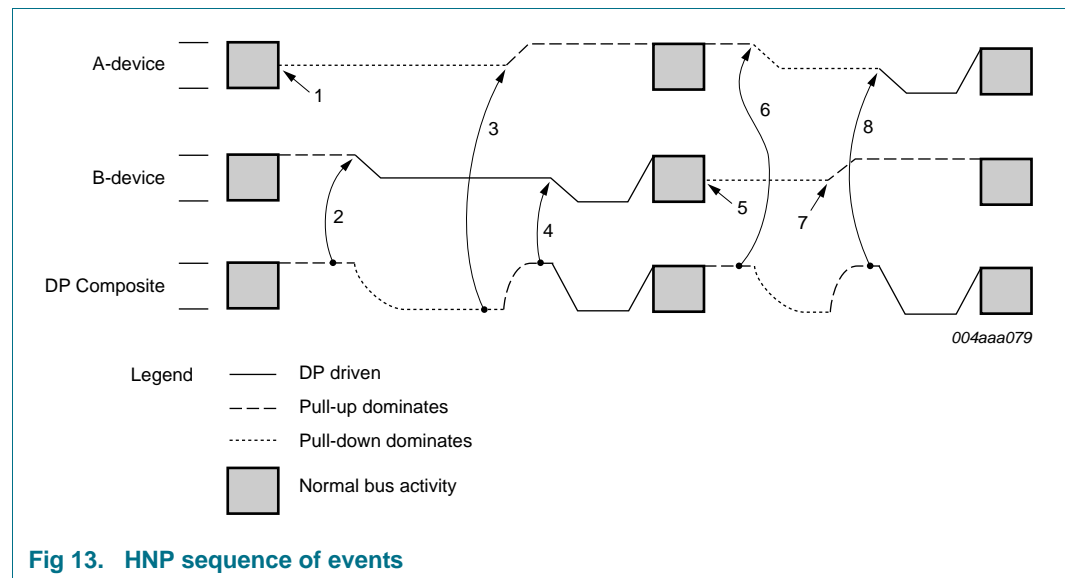 A-device
1
3
6
8
B-device
2
4
5
7
DP Composite
004aaa079
Legend
DP driven
Pull-up dominates
Pull-down dominates
Normal bus activity
Fig 13. HNP sequence of events